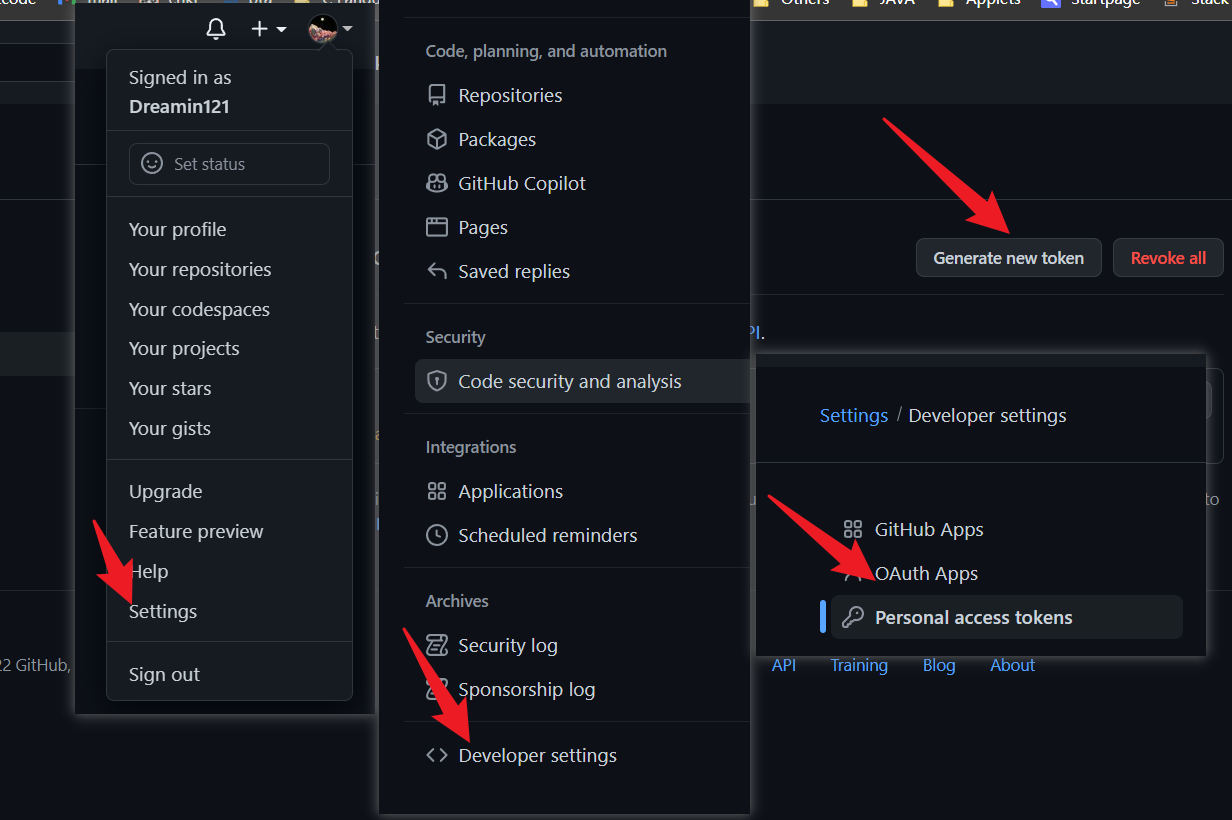 Others
JAVA
Applets
Startpage
Signed in as
Dreamin121
Set status
Your profile
Your repositories
Your codespaces
Your projects
Your stars
Your gists
Upgrade
Feature preview
Help
Settings
Sign out
22 GitHub,
Code, planning, and automation
Repositories
Packages
GitHub Copilot
Pages
Saved replies
Security
Code security and analysis
Integrations
Applications
Scheduled reminders
Archives
Security log
Sponsorship log
Developer settings
Generate new token
Revoke all
Settings / Developer settings
GitHub Apps
OAuth Apps
Personal access tokens
to
API
Training
Blog
About